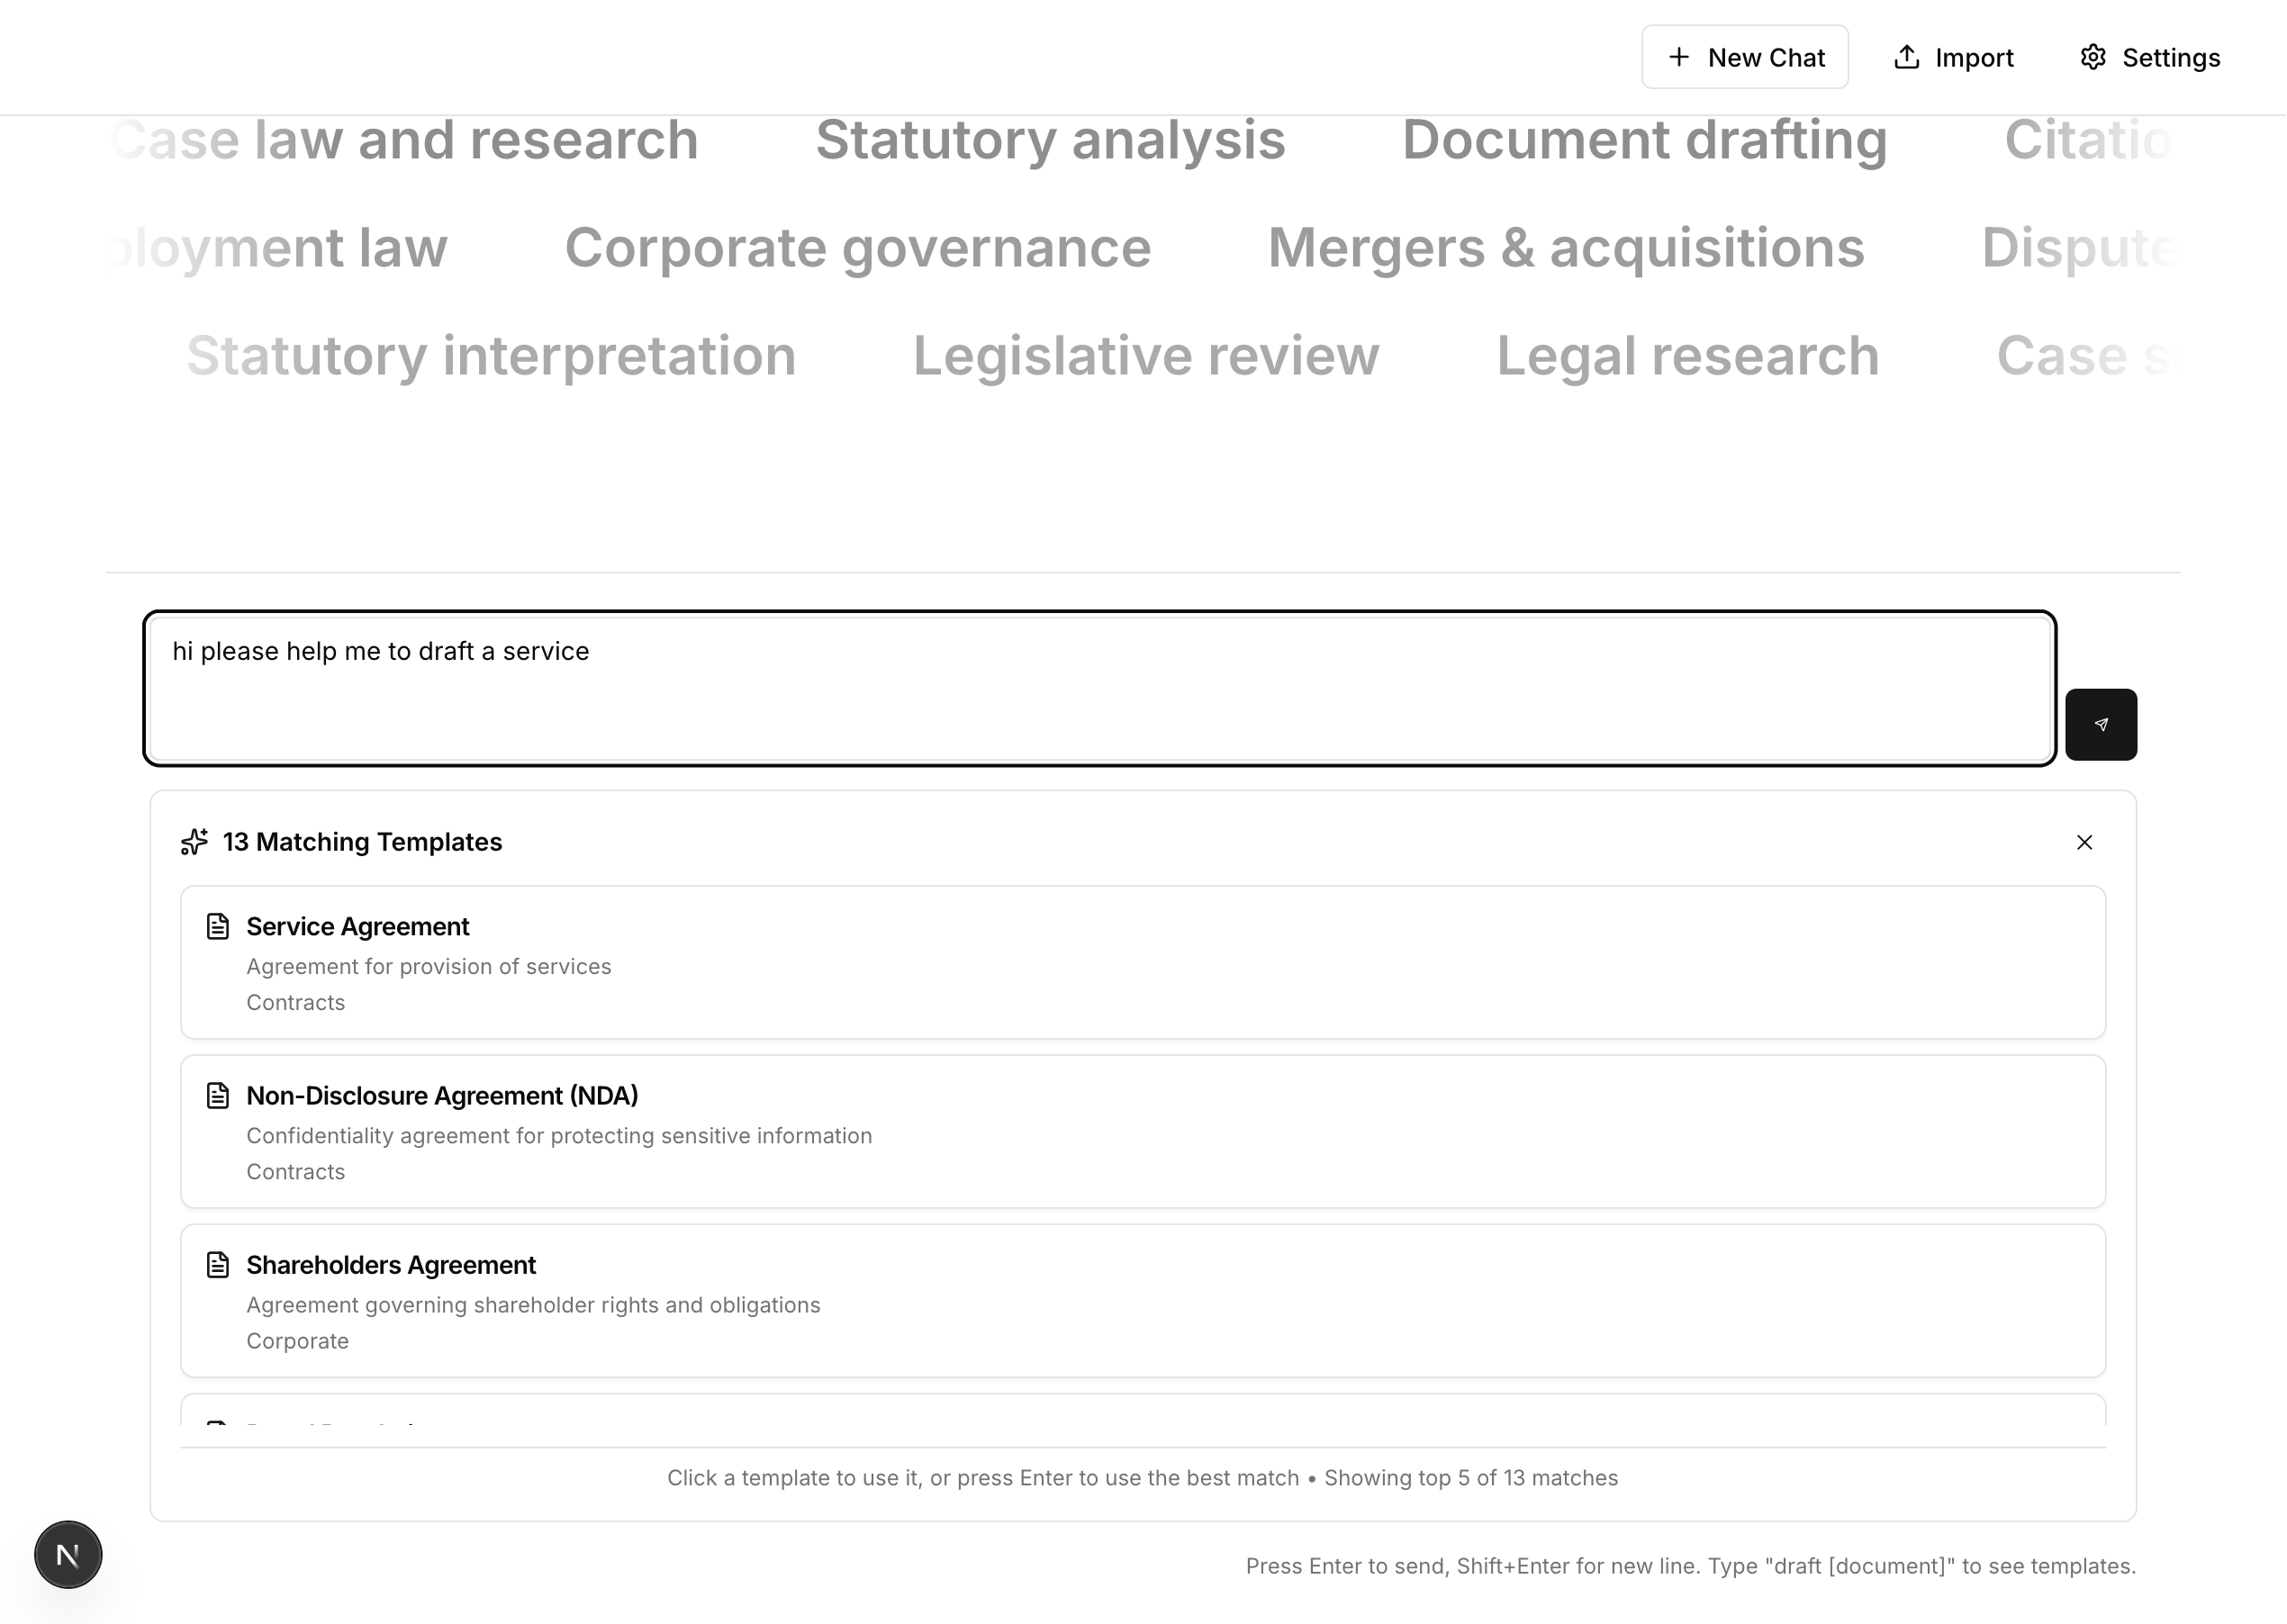 New Chat
Import
Settings
Case law and research
Statutory analysis
Document drafting
Citatio
ployment law
Corporate governance
Mergers & acquisitions
Dispute
Statutory interpretation
Legislative review
Legal research
Case s
hi please help me to draft a service
13 Matching Templates
Service Agreement
Agreement for provision of services
Contracts
Non-Disclosure Agreement (NDA)
Confidentiality agreement for protecting sensitive information
Contracts
Shareholders Agreement
Agreement governing shareholder rights and obligations
Corporate
Click a template to use it, or press Enter to use the best match • Showing top 5 of 13 matches
N
Press Enter to send, Shift+Enter for new line. Type "draft [document]" to see templates.